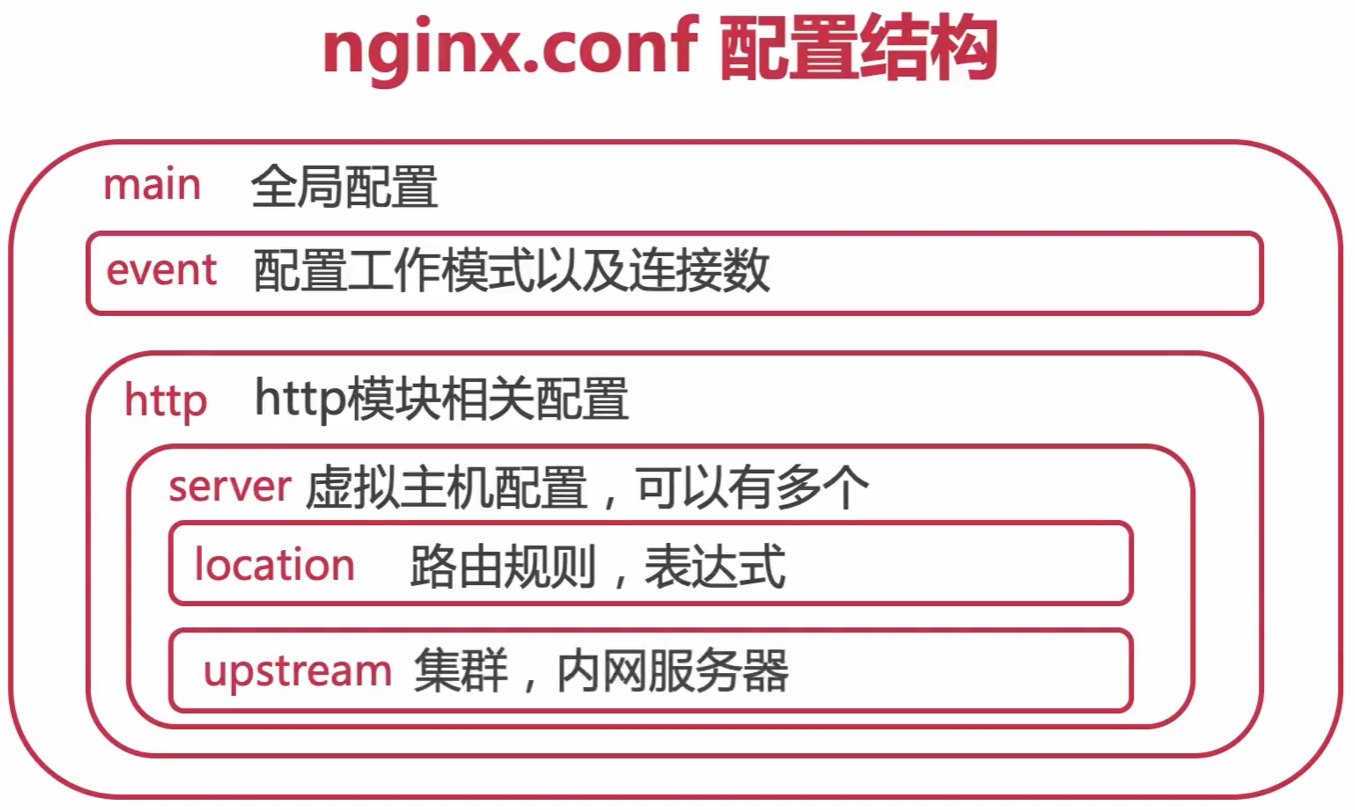 nginx.conf 配置结构
main 全局配置
event 配置工作模式以及连接数
http http模块相关配置
server 虚拟主机配置，可以有多个
location 路由规则，表达式
upstream 集群，内网服务器